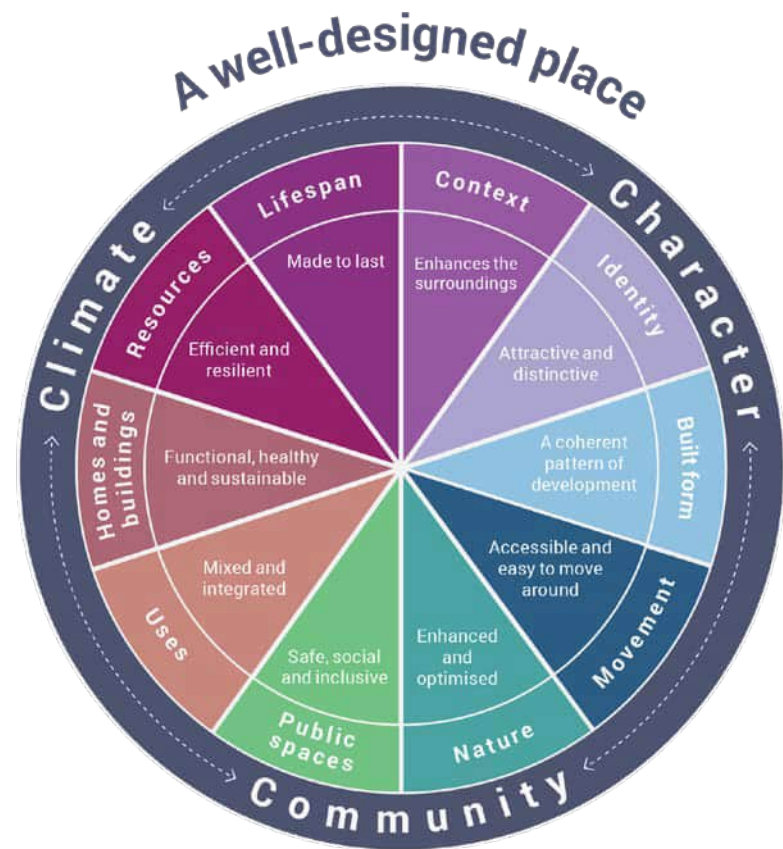 A well-designed place
Climate
Character
Community
Context
Enhances the
surroundings
Identity
Attractive and
distinctive
Built form
A coherent
pattern of
development
Movement
Accessible and
easy to move
around
Nature
Enhanced
and
optimised
Public
spaces
Safe, social
and inclusive
Uses
Mixed and
integrated
Homes and
buildings
Functional, healthy
and sustainable
Resources
Efficient and
resilient
Lifespan
Made to last